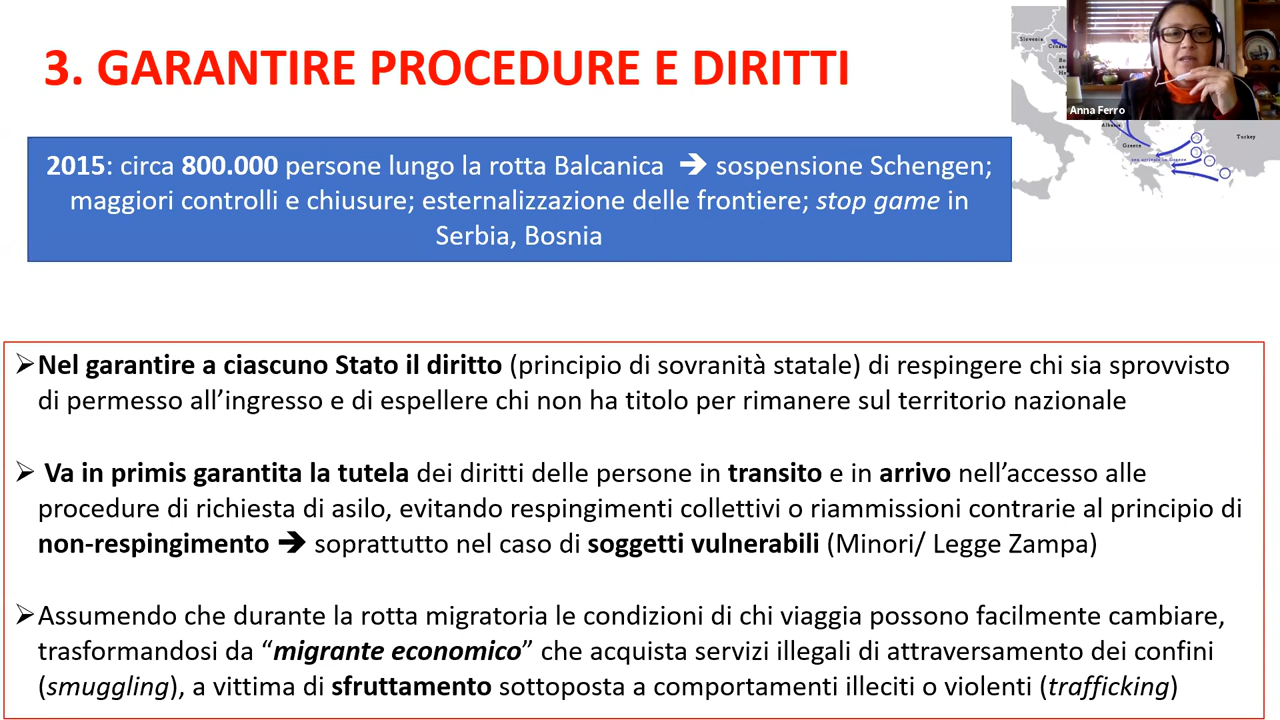 3. GARANTIRE PROCEDURE E DIRITTI
Slovenia
Anna Ferro
Albania
Greece
Turkey
2015: circa 800.000 persone lungo la rotta Balcanica ➔ sospensione Schengen;
maggiori controlli e chiusure; esternalizzazione delle frontiere; stop game in
Serbia, Bosnia
➢Nel garantire a ciascuno Stato il diritto (principio di sovranità statale) di respingere chi sia sprovvisto
di permesso all’ingresso e di espellere chi non ha titolo per rimanere sul territorio nazionale
➢ Va in primis garantita la tutela dei diritti delle persone in transito e in arrivo nell’accesso alle
procedure di richiesta di asilo, evitando respingimenti collettivi o riammissioni contrarie al principio di
non-respingimento ➔ soprattutto nel caso di soggetti vulnerabili (Minori/ Legge Zampa)
➢Assumendo che durante la rotta migratoria le condizioni di chi viaggia possono facilmente cambiare,
trasformandosi da “migrante economico” che acquista servizi illegali di attraversamento dei confini
(smuggling), a vittima di sfruttamento sottoposta a comportamenti illeciti o violenti (trafficking)